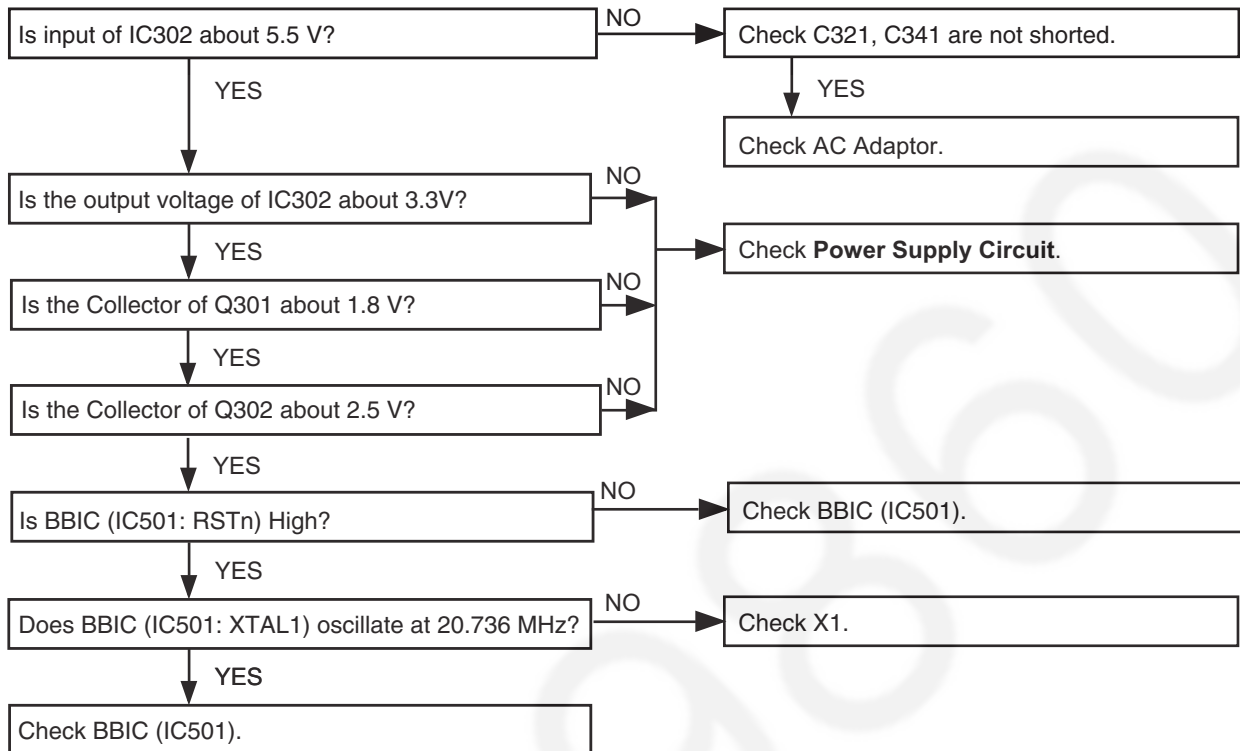 Is input of IC302 about 5.5 V?
NO
Check C321, C341 are not shorted.
YES
YES
Check AC Adaptor.
Is the output voltage of IC302 about 3.3V?
NO
YES
Check Power Supply Circuit.
Is the Collector of Q301 about 1.8 V?
NO
YES
Is the Collector of Q302 about 2.5 V?
NO
YES
Is BBIC (IC501: RSTn) High?
NO
Check BBIC (IC501).
YES
Does BBIC (IC501: XTAL1) oscillate at 20.736 MHz?
NO
Check X1.
YES
Check BBIC (IC501).
9860